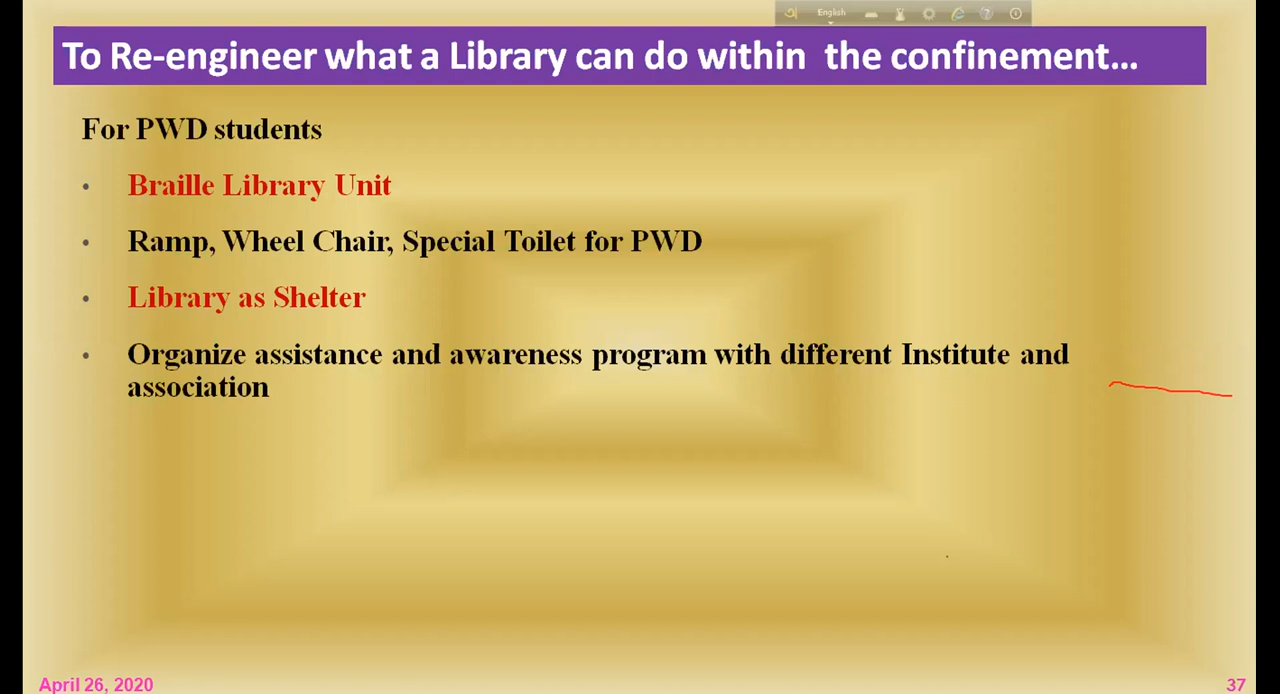 English
To Re-engineer what a Library can do within the confinement...
For PWD students
• Braille Library Unit
• Ramp, Wheel Chair, Special Toilet for PWD
• Library as Shelter
• Organize assistance and awareness program with different Institute and
association
April 26, 2020
37